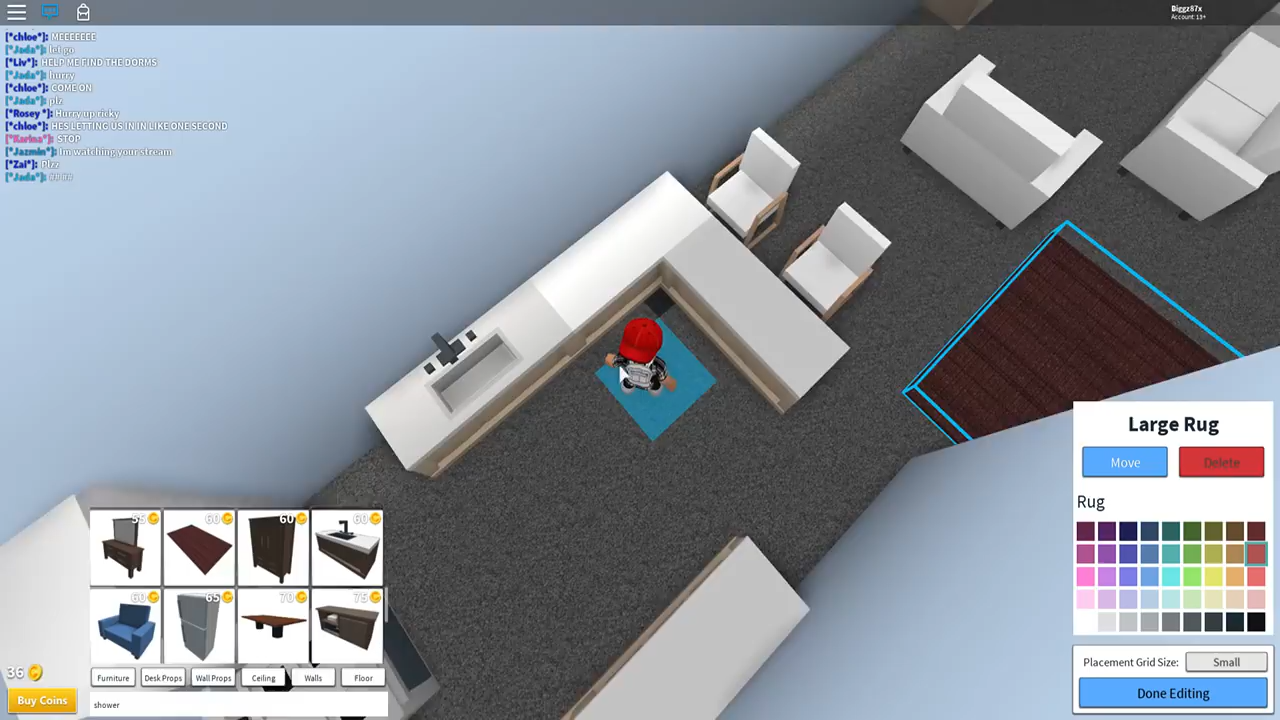 Biggz87x
Account: 13+
[*chloe*]: MEEEEEEE
[*Jada*]: let go
[*Liv*]: HELP ME FIND THE DORMS
[*Jada*]: hurry
[*chloe*]: COME ON
[*Jada*]: plz
[*Rosey *]: Hurry up ricky
[*chloe*]: HES LETTING US IN IN LIKE ONE SECOND
[*Karina*]: STOP
[*Jazmin*]: Im watching your stream
[*Zai*]: Plzz
[*Jada*]: ## ##
Large Rug
Move
Delete
Rug
55 60 60 60
60 65 70 75
36
Furniture Desk Props Wall Props Ceiling Walls Floor
Buy Coins
shower
Placement Grid Size: Small
Done Editing